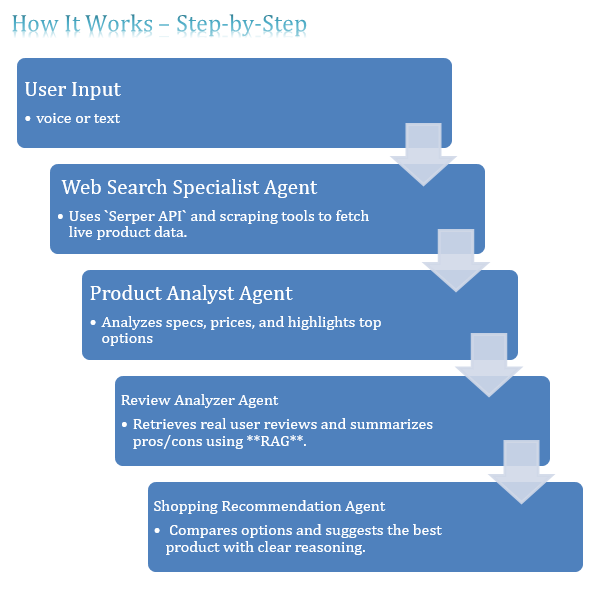 How It Works – Step-by-Step
User Input
• voice or text
Web Search Specialist Agent
• Uses `Serper API` and scraping tools to fetch
live product data.
Product Analyst Agent
• Analyzes specs, prices, and highlights top
options
Review Analyzer Agent
• Retrieves real user reviews and summarizes
pros/cons using **RAG**.
Shopping Recommendation Agent
• Compares options and suggests the best
product with clear reasoning.